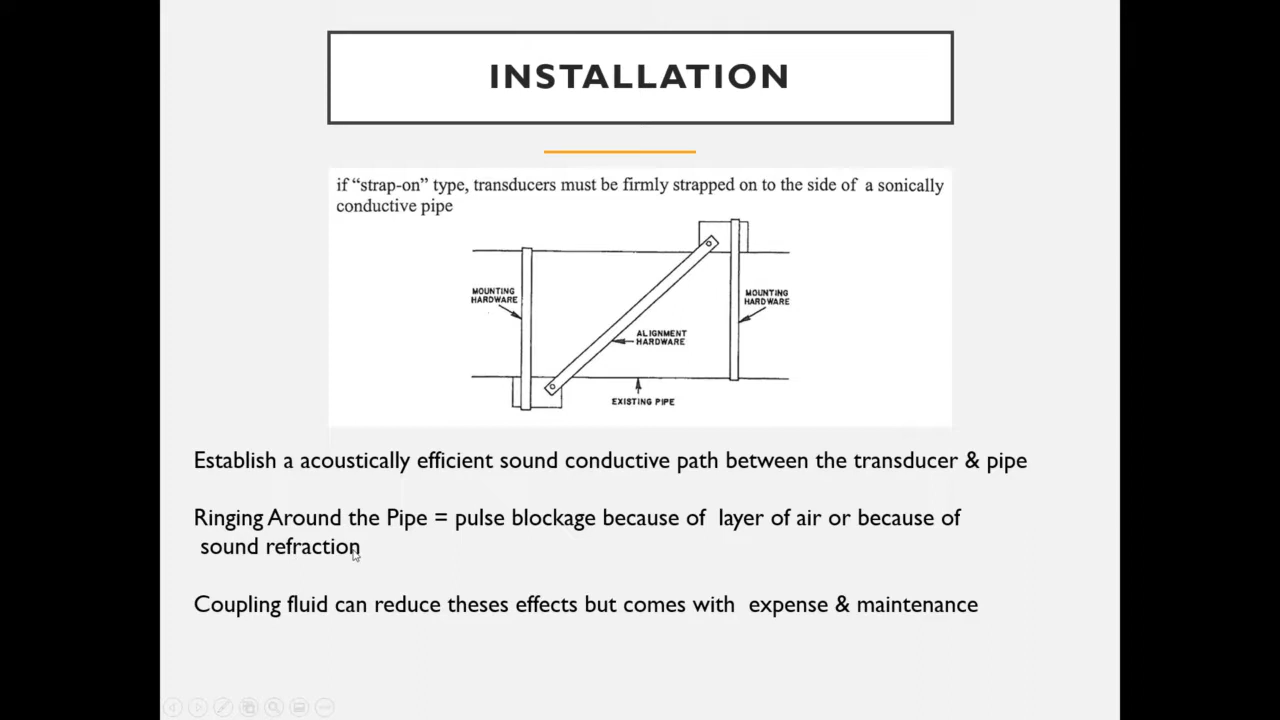 INSTALLATION
if “strap-on” type, transducers must be firmly strapped on to the side of a sonically
conductive pipe
MOUNTING
HARDWARE
MOUNTING
HARDWARE
ALIGNMENT
HARDWARE
EXISTING PIPE
Establish a acoustically efficient sound conductive path between the transducer & pipe
Ringing Around the Pipe = pulse blockage because of layer of air or because of
sound refraction
Coupling fluid can reduce theses effects but comes with expense & maintenance